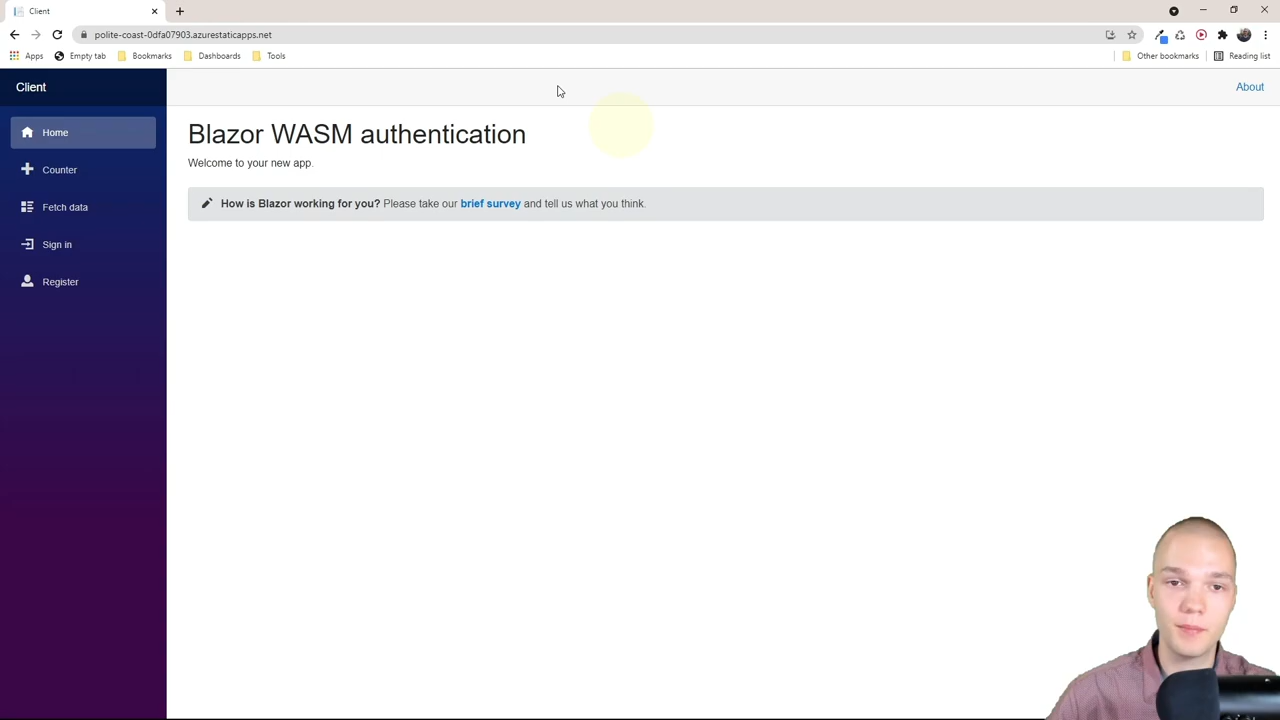 Client
polite-coast-0dfa07903.azurestaticapps.net
Apps
Empty tab
Bookmarks
Dashboards
Tools
Other bookmarks
Reading list
Client
About
Home
Counter
Fetch data
Sign in
Register
Blazor WASM authentication
Welcome to your new app.
How is Blazor working for you? Please take our brief survey and tell us what you think.